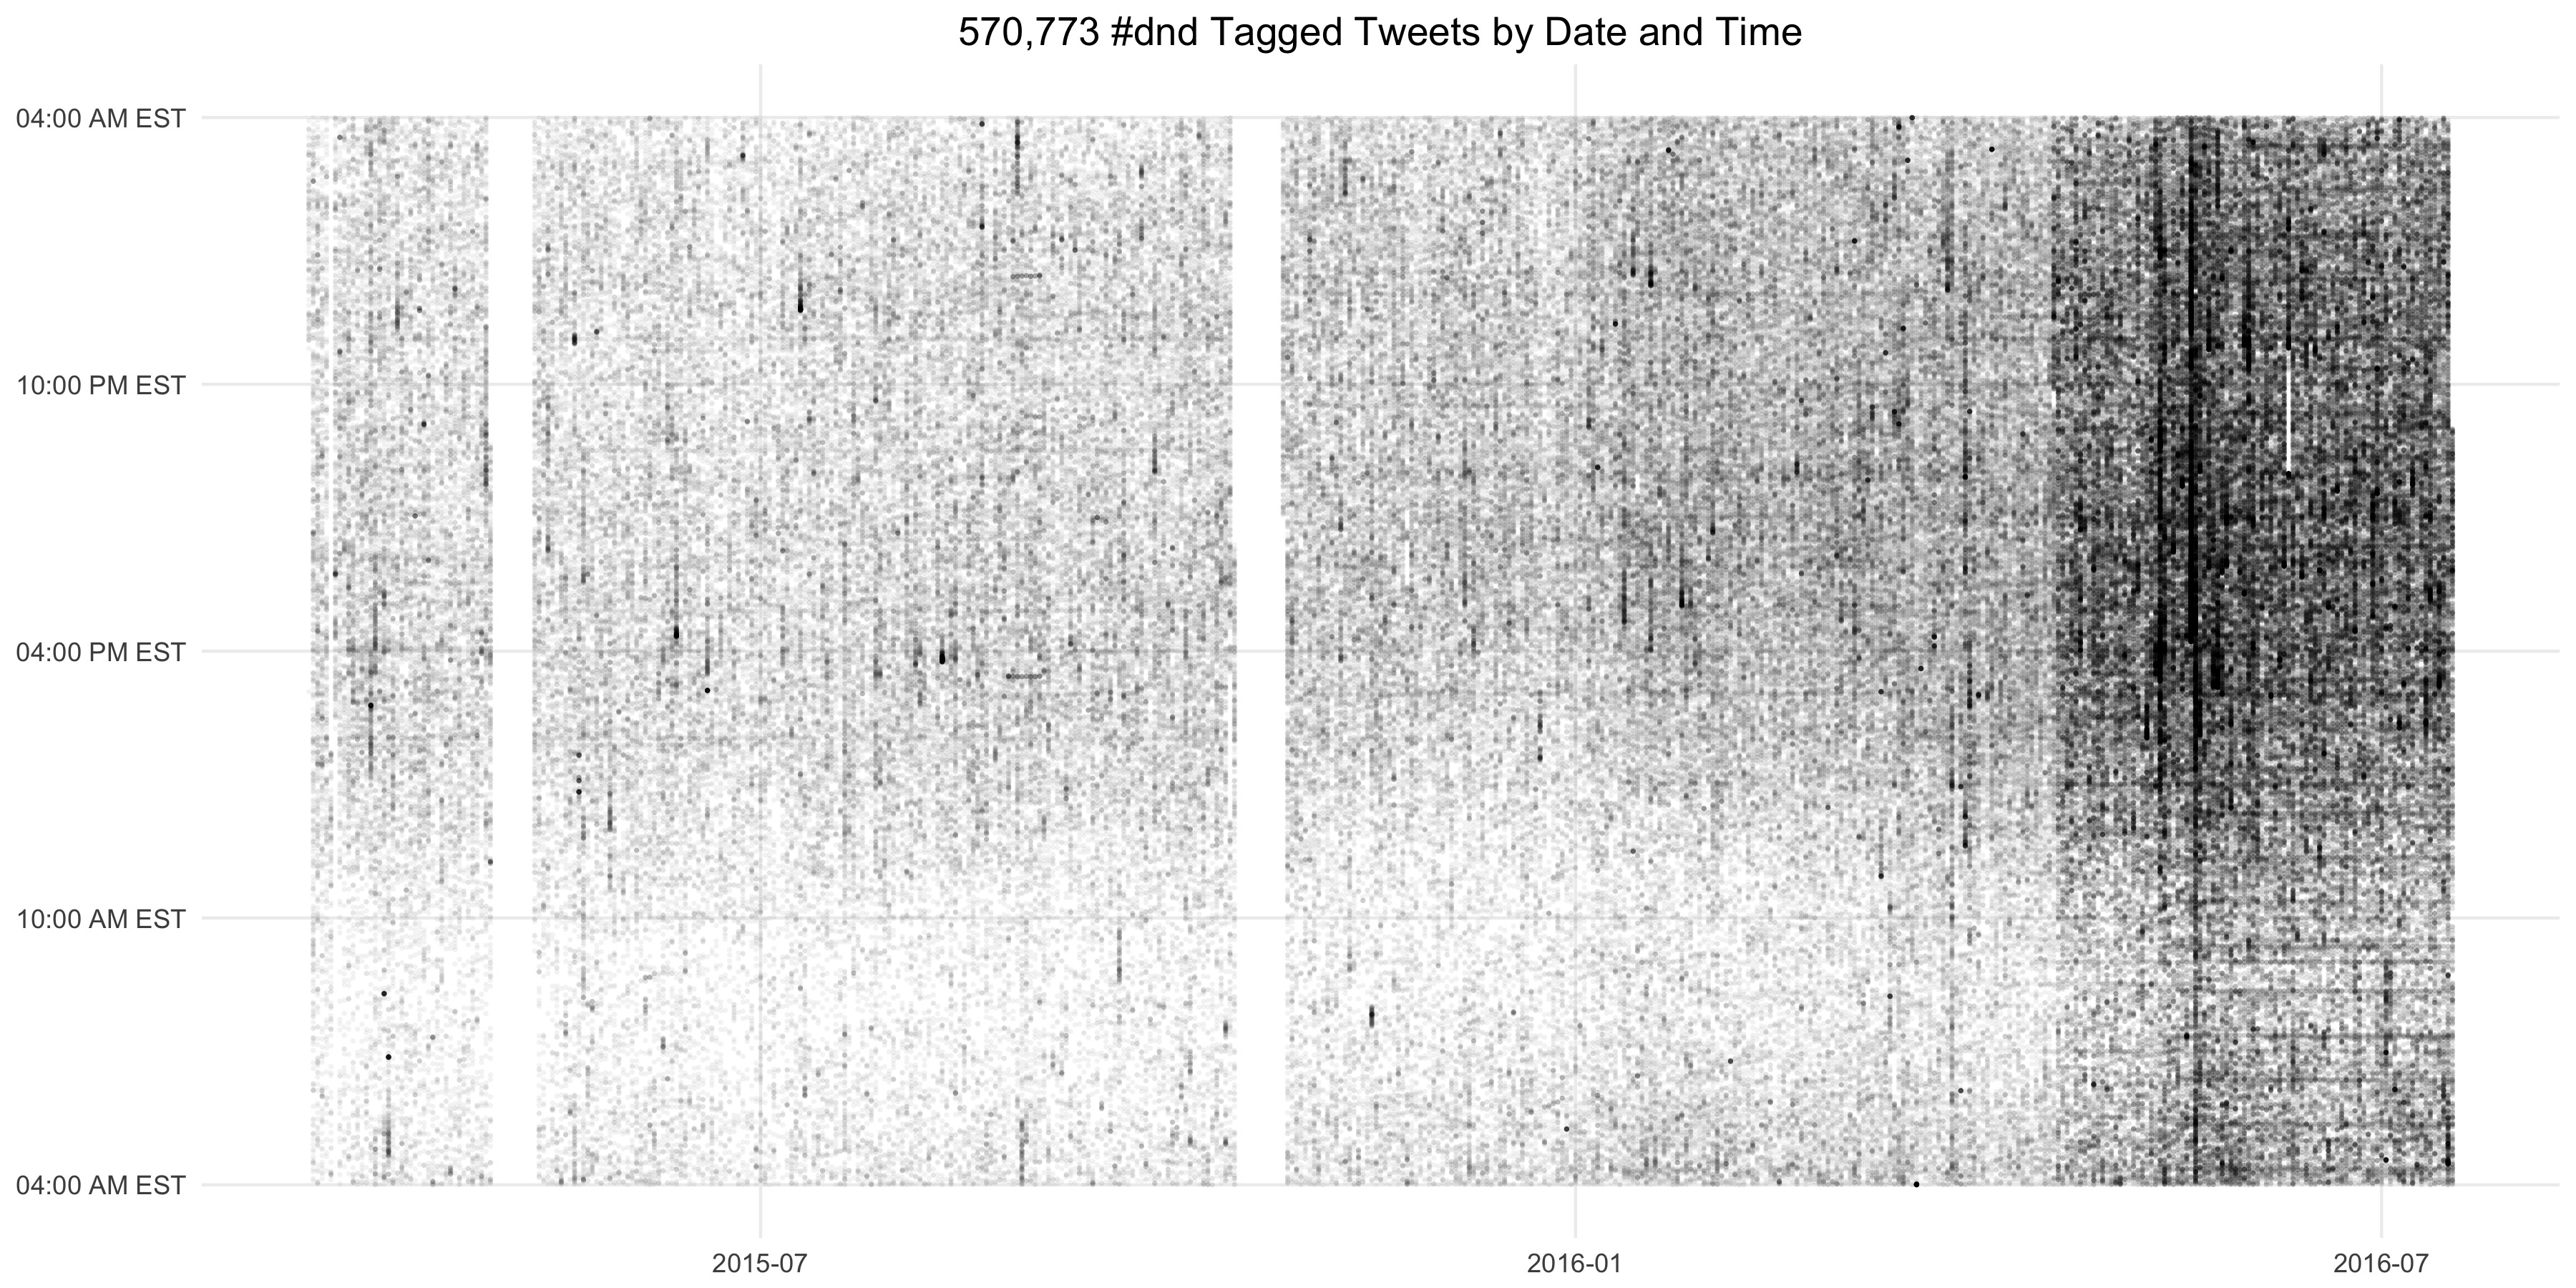 570,773 #dnd Tagged Tweets by Date and Time
04:00 AM EST
10:00 PM EST
04:00 PM EST
10:00 AM EST
04:00 AM EST
2015-07
2016-01
2016-07